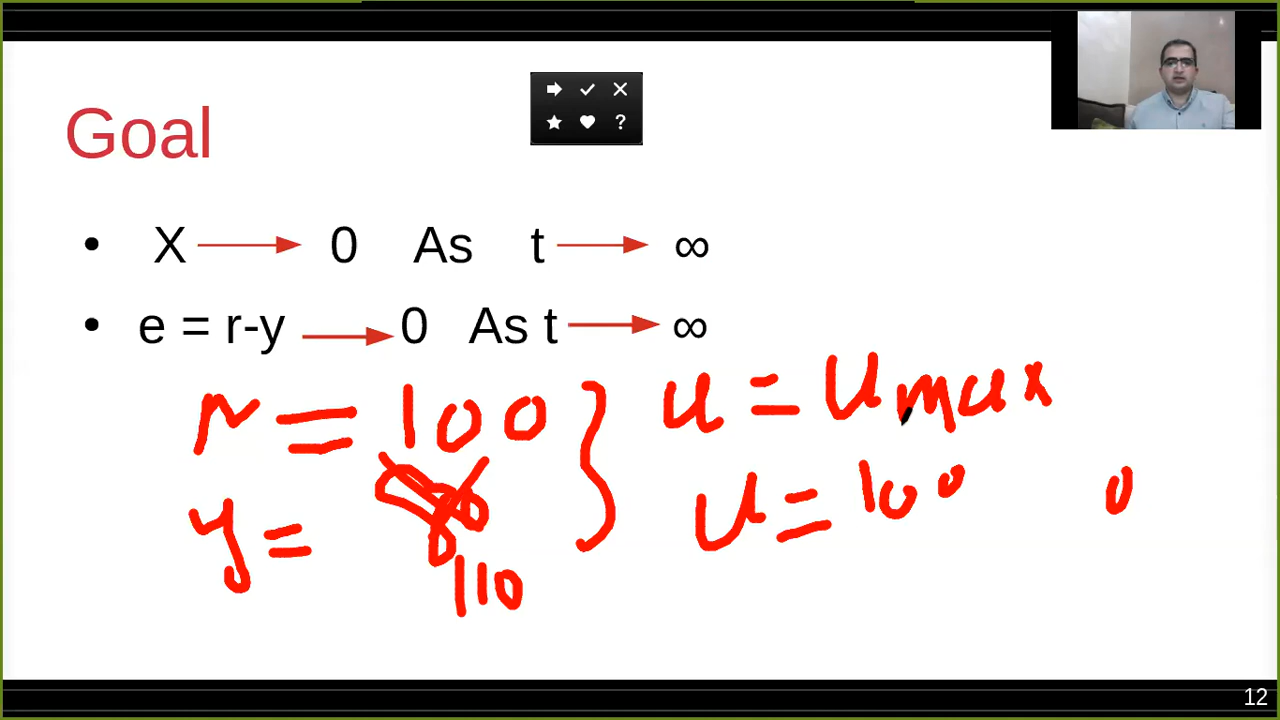 Goal
• X → 0 As t → ∞
• e = r-y → 0 As t → ∞
r = 100 } u = umax
y = 110 u = 100 0
12